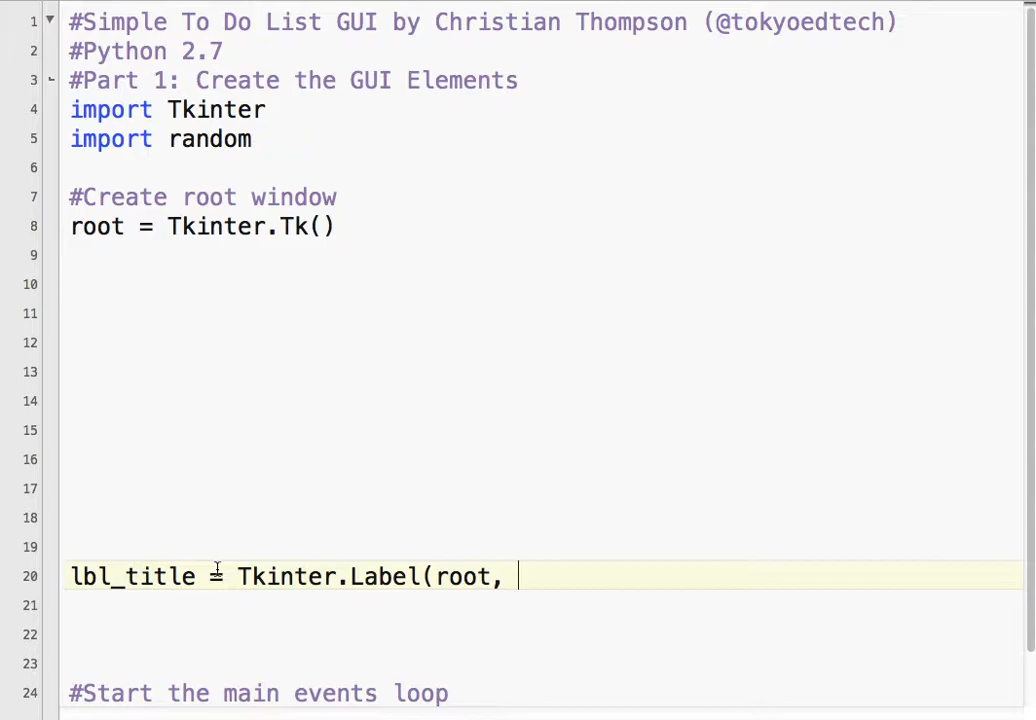 1 #Simple To Do List GUI by Christian Thompson (@tokyoedtech)
2 #Python 2.7
3 #Part 1: Create the GUI Elements
4 import Tkinter
5 import random
6
7 #Create root window
8 root = Tkinter.Tk()
9
10
11
12
13
14
15
16
17
18
19
20 lbl_title = Tkinter.Label(root,
21
22
23
24 #Start the main events loop